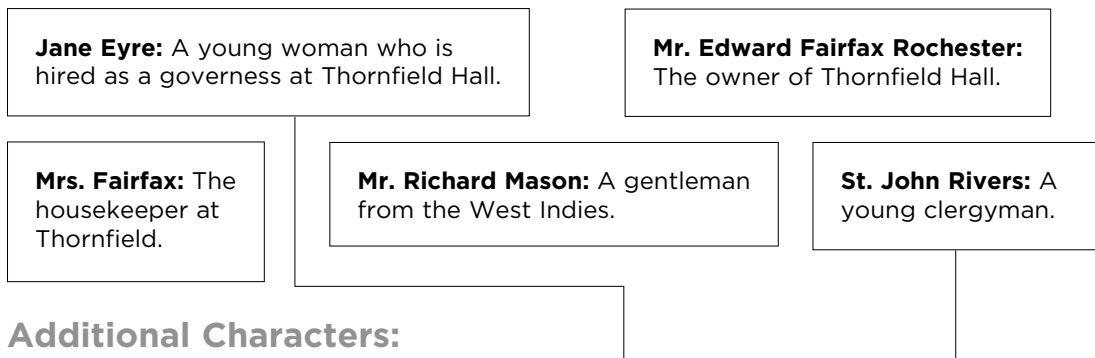 Jane Eyre: A young woman who is
hired as a governess at Thornfield Hall.
Mr. Edward Fairfax Rochester:
The owner of Thornfield Hall.
Mrs. Fairfax: The
housekeeper at
Thornfield.
Mr. Richard Mason: A gentleman
from the West Indies.
St. John Rivers: A
young clergyman.
Additional Characters: